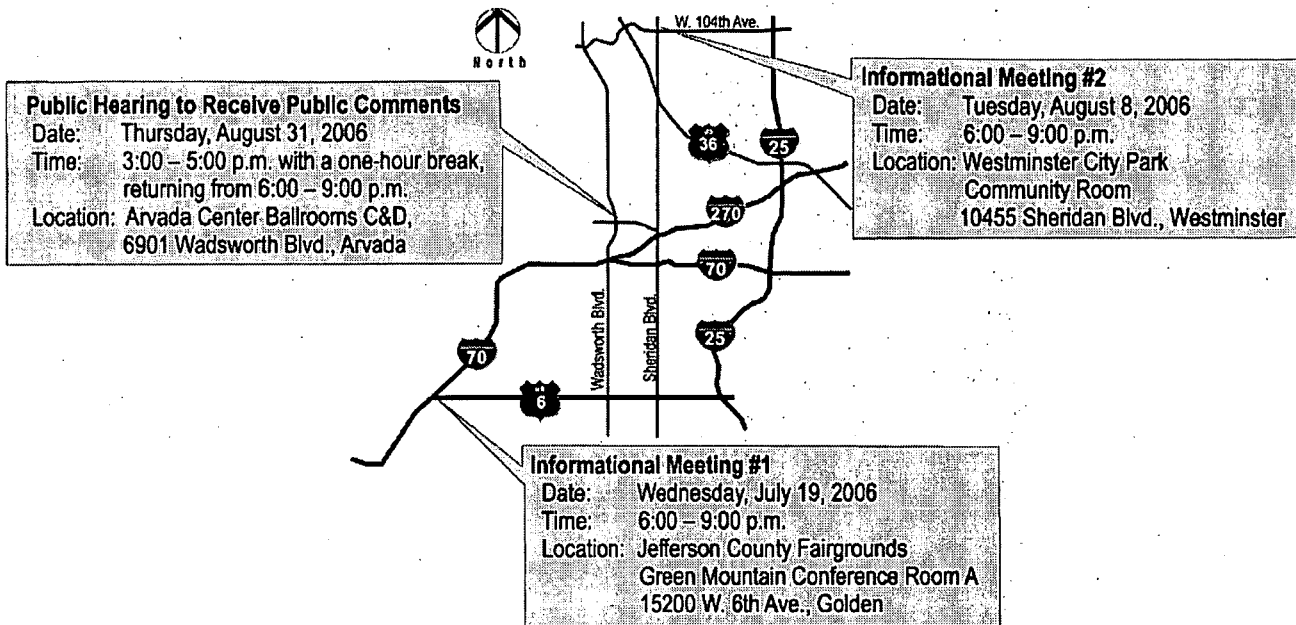 W. 104th Ave.
North
Public Hearing to Receive Public Comments
Date: Thursday, August 31, 2006
Time: 3:00 – 5:00 p.m. with a one-hour break,
returning from 6:00 – 9:00 p.m.
Location: Arvada Center Ballrooms C&D,
6901 Wadsworth Blvd., Arvada
Informational Meeting #2
Date: Tuesday, August 8, 2006
Time: 6:00 – 9:00 p.m.
Location: Westminster City Park
Community Room
10455 Sheridan Blvd., Westminster
36
25
270
70
25
70
6
Wadsworth Blvd.
Sheridan Blvd.
Informational Meeting #1
Date: Wednesday, July 19, 2006
Time: 6:00 – 9:00 p.m.
Location: Jefferson County Fairgrounds
Green Mountain Conference Room A
15200 W. 6th Ave., Golden